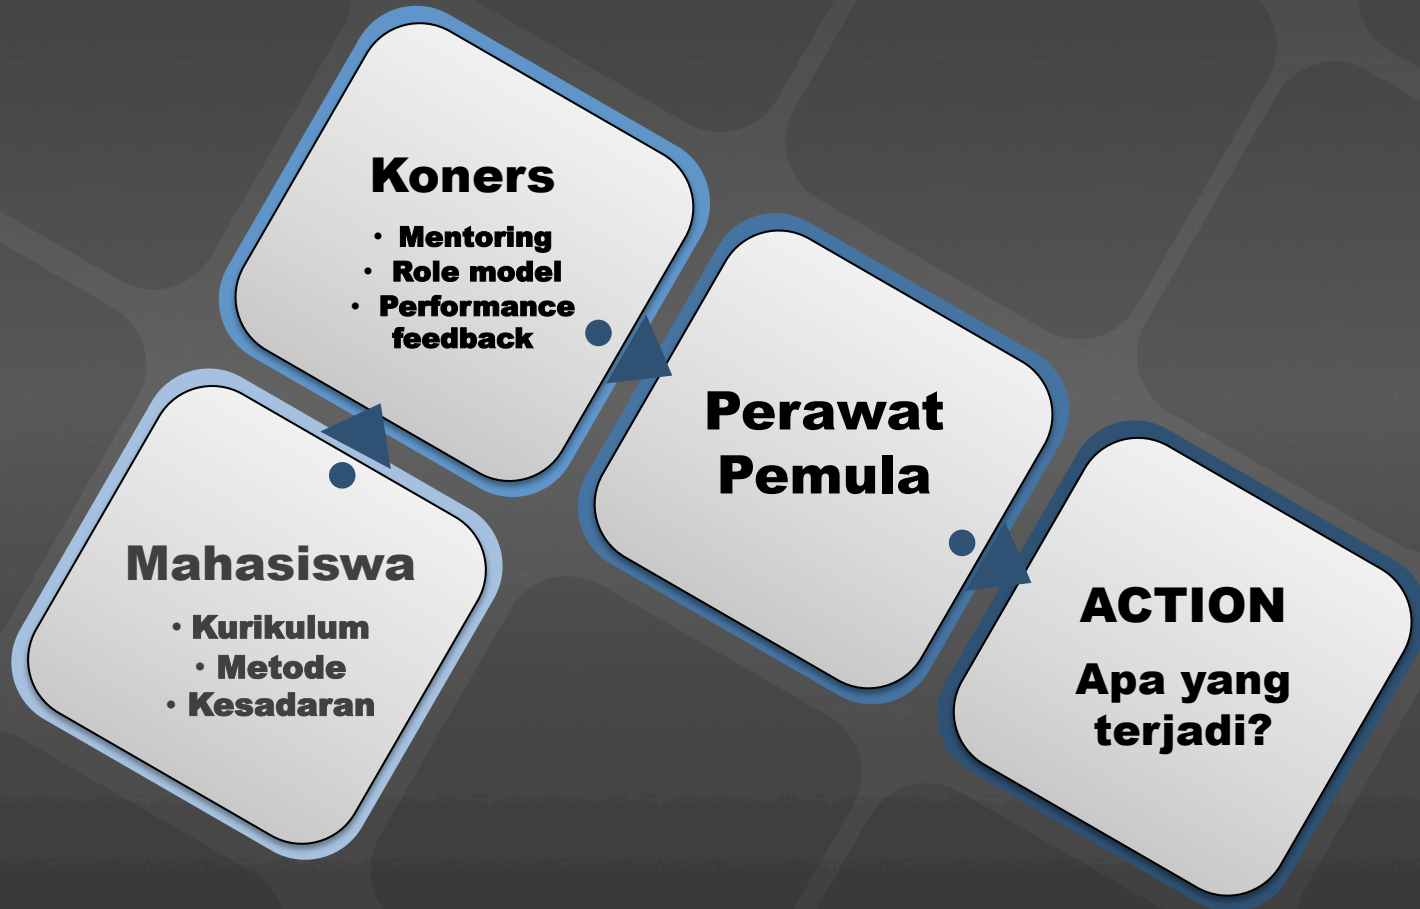 Koners
• Mentoring
• Role model
• Performance
feedback
Mahasiswa
• Kurikulum
• Metode
• Kesadaran
Perawat
Pemula
ACTION
Apa yang
terjadi?